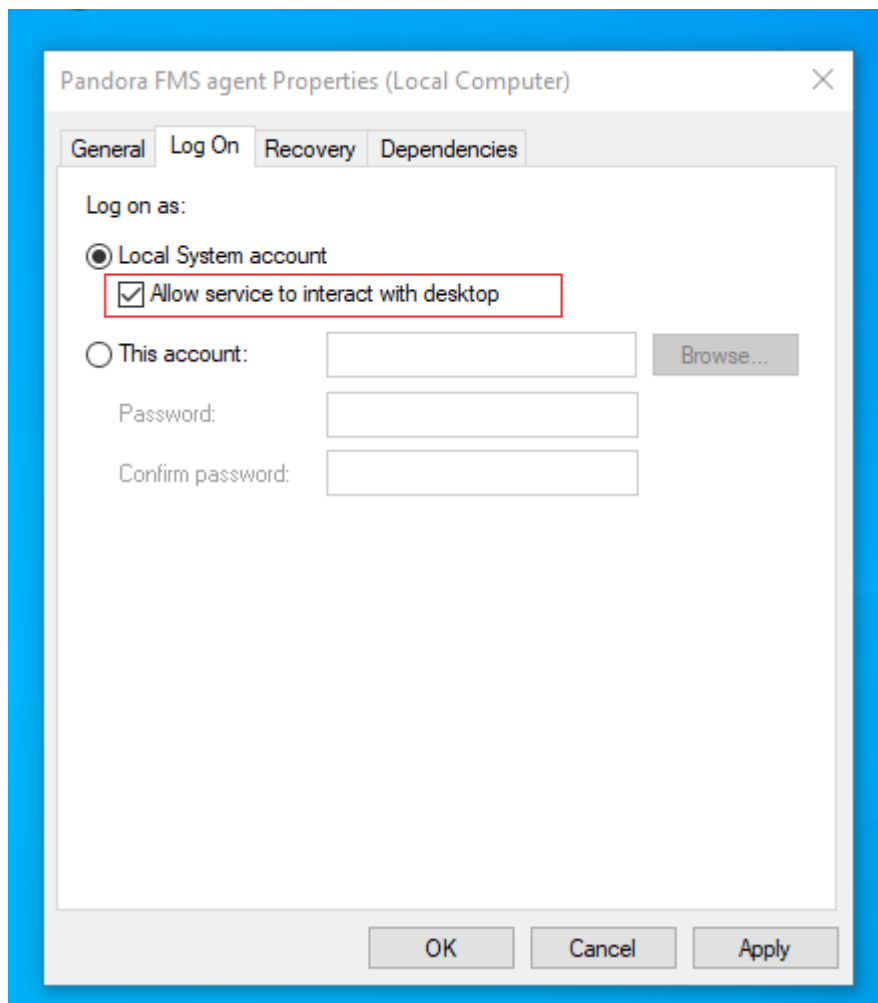 Pandora FMS agent Properties (Local Computer)
General Log On Recovery Dependencies
Log on as:
Local System account
Allow service to interact with desktop
This account: Browse...
Password:
Confirm password:
OK Cancel Apply